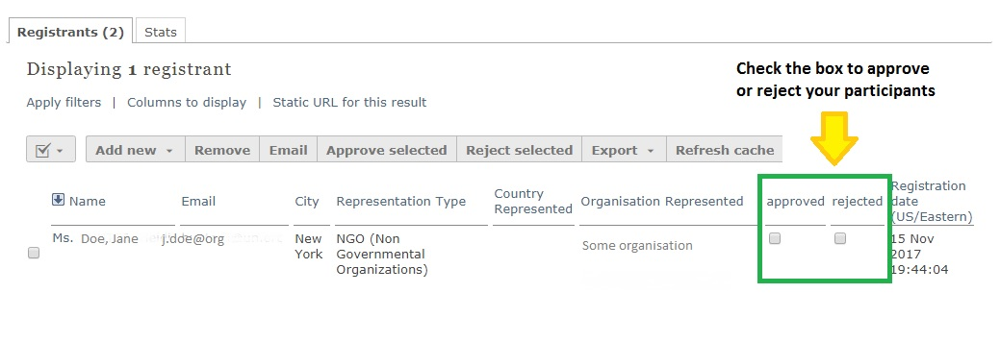 Registrants (2)
Stats
Displaying 1 registrant
Check the box to approve
or reject your participants
Apply filters | Columns to display | Static URL for this result
Add new Remove Email Approve selected Reject selected Export Refresh cache
Name
Email
City
Representation Type
Country
Represented
Organisation Represented
approved
rejected
Registration
date
(US/Eastern)
Ms. Doe, Jane
j.doe@org
New
York
NGO (Non
Governmental
Organizations)
Some organisation
15 Nov
2017
19:44:04